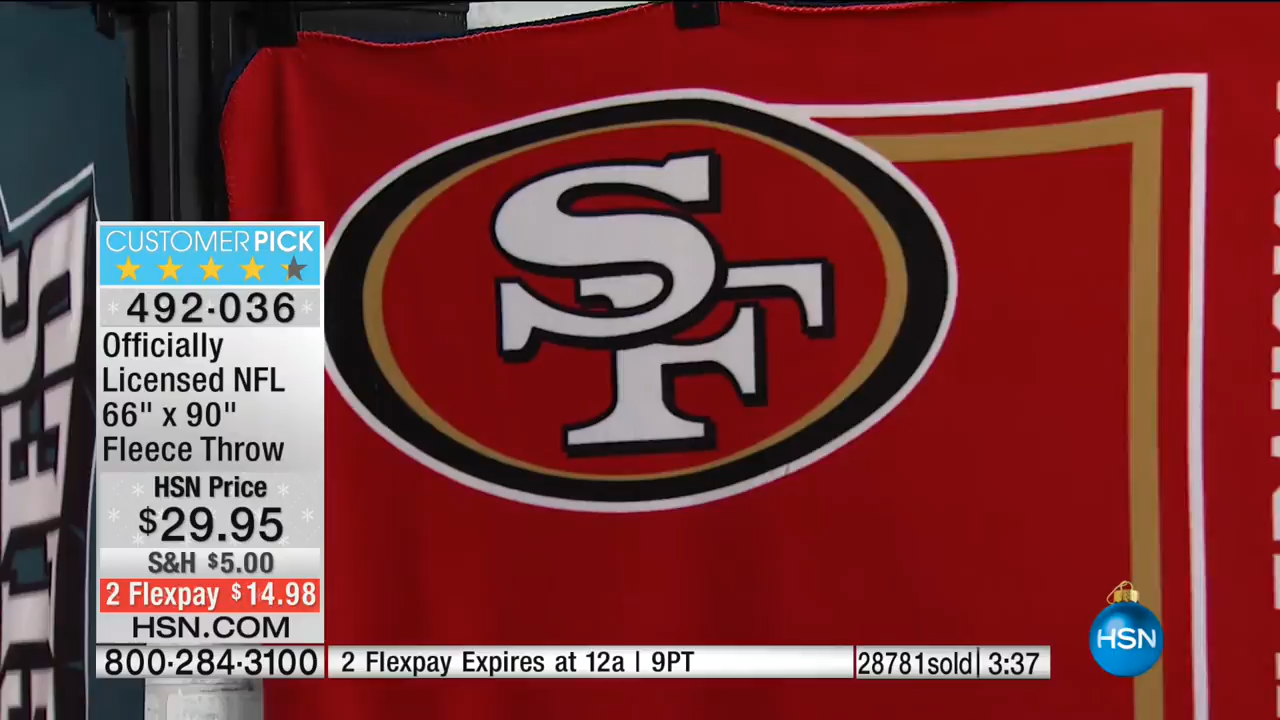 SF
CUSTOMERPICK
492·036
Officially
Licensed NFL
66" x 90"
Fleece Throw
HSN Price
$29.95
S&H $5.00
2 Flexpay $14.98
HSN.COM
800·284·3100
2 Flexpay Expires at 12a | 9PT
28781sold
3:37
HSN